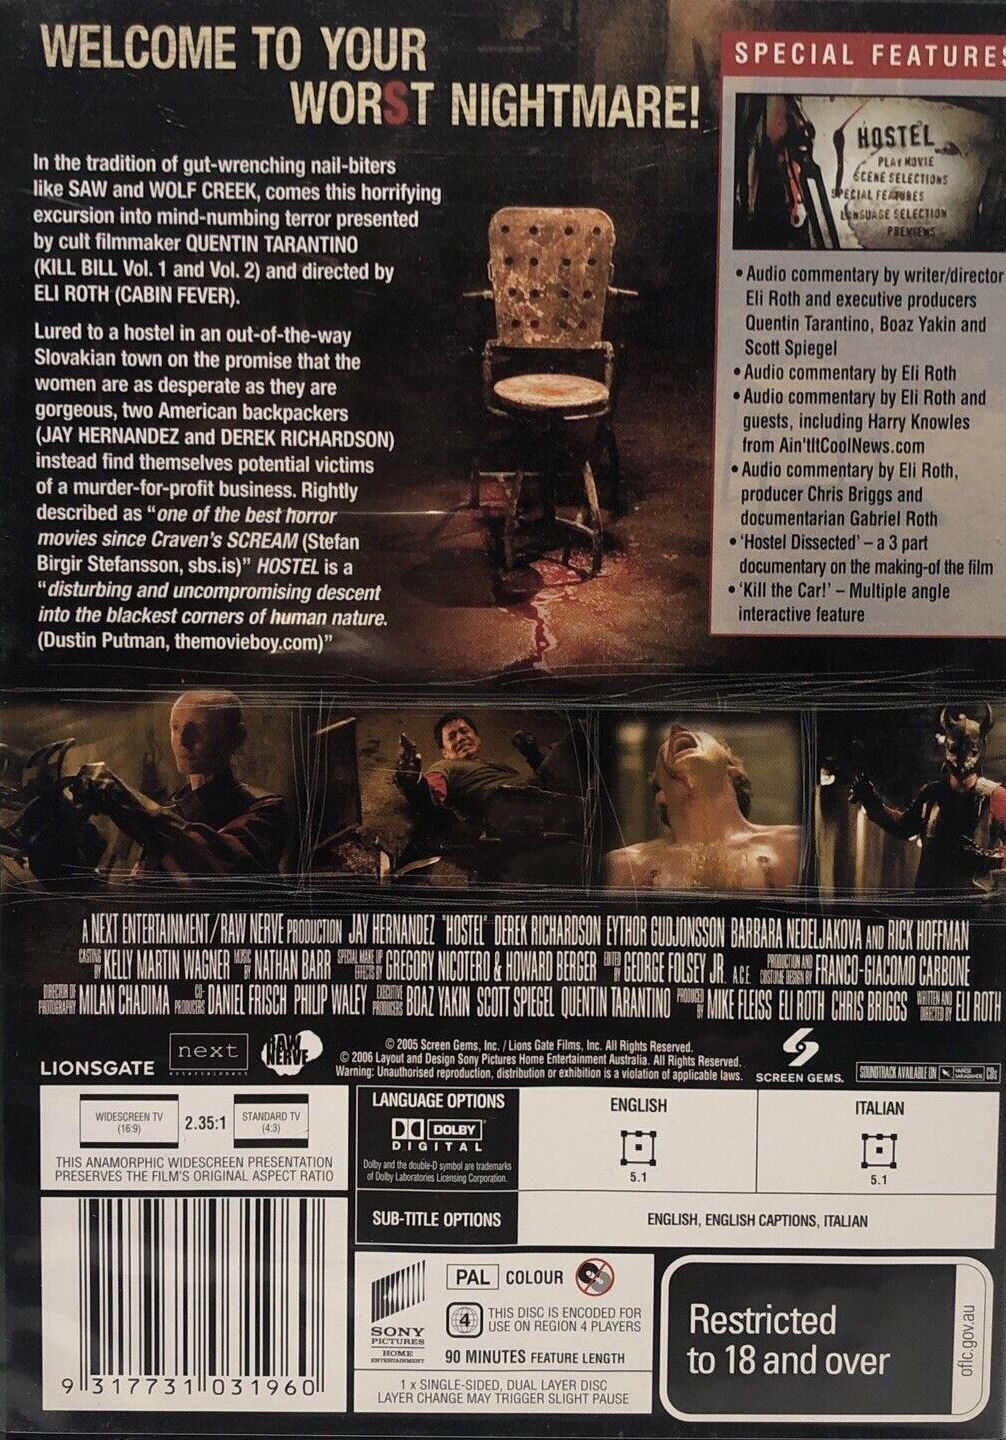 WELCOME TO YOUR
WORST NIGHTMARE!
In the tradition of gut-wrenching nail-biters
like SAW and WOLF CREEK, comes this horrifying
excursion into mind-numbing terror presented
by cult filmmaker QUENTIN TARANTINO
(KILL BILL Vol. 1 and Vol. 2) and directed by
ELI ROTH (CABIN FEVER).
Lured to a hostel in an out-of-the-way
Slovakian town on the promise that the
women are as desperate as they are
gorgeous, two American backpackers
(JAY HERNANDEZ and DEREK RICHARDSON)
instead find themselves potential victims
of a murder-for-profit business. Rightly
described as "one of the best horror
movies since Craven's SCREAM (Stefan
Birgir Stefansson, sbs.is)" HOSTEL is a
"disturbing and uncompromising descent
into the blackest corners of human nature.
(Dustin Putman, themovieboy.com)"
SPECIAL FEATURES
HOSTEL
PLAY MOVIE
SCENE SELECTIONS
SPECIAL FEATURES
LANGUAGE SELECTION
PREVIEWS
• Audio commentary by writer/director
Eli Roth and executive producers
Quentin Tarantino, Boaz Yakin and
Scott Spiegel
• Audio commentary by Eli Roth
• Audio commentary by Eli Roth and
guests, including Harry Knowles
from Ain'tItCoolNews.com
• Audio commentary by Eli Roth,
producer Chris Briggs and
documentarian Gabriel Roth
• 'Hostel Dissected' – a 3 part
documentary on the making-of the film
• 'Kill the Car!' – Multiple angle
interactive feature
A NEXT ENTERTAINMENT/RAW NERVE PRODUCTION JAY HERNANDEZ "HOSTEL" DEREK RICHARDSON EYTHOR GUDJONSSON BARBARA NEDELJAKOVA AND RICK HOFFMAN
CASTING BY KELLY MARTIN WAGNER MUSIC BY NATHAN BARR SPECIAL MAKE UP EFFECTS BY GREGORY NICOTERO & HOWARD BERGER EDITED BY GEORGE FOLSEY JR. A.C.E. PRODUCTION AND COSTUME DESIGN BY FRANCO-GIACOMO CARBONE
DIRECTOR OF PHOTOGRAPHY MILAN CHADIMA CO-PRODUCERS DANIEL FRISCH PHILIP WALEY EXECUTIVE PRODUCERS BOAZ YAKIN SCOTT SPIEGEL QUENTIN TARANTINO PRODUCED BY MIKE FLEISS ELI ROTH CHRIS BRIGGS WRITTEN AND DIRECTED BY ELI ROTH
LIONSGATE
next
entertainment
RAW NERVE
© 2005 Screen Gems, Inc. / Lions Gate Films, Inc. All Rights Reserved.
© 2006 Layout and Design Sony Pictures Home Entertainment Australia. All Rights Reserved.
Warning: Unauthorised reproduction, distribution or exhibition is a violation of applicable laws.
SCREEN GEMS.
SOUNDTRACK AVAILABLE ON VARÈSE SARABANDE CDs
WIDESCREEN TV
(16:9)
2.35:1
STANDARD TV
(4:3)
THIS ANAMORPHIC WIDESCREEN PRESENTATION
PRESERVES THE FILM'S ORIGINAL ASPECT RATIO
LANGUAGE OPTIONS
DOLBY
DIGITAL
Dolby and the double-D symbol are trademarks
of Dolby Laboratories Licensing Corporation.
ENGLISH
5.1
ITALIAN
5.1
SUB-TITLE OPTIONS
ENGLISH, ENGLISH CAPTIONS, ITALIAN
9 317731 031960
SONY
PICTURES
HOME
ENTERTAINMENT
PAL COLOUR
4
THIS DISC IS ENCODED FOR
USE ON REGION 4 PLAYERS
90 MINUTES FEATURE LENGTH
1 x SINGLE-SIDED, DUAL LAYER DISC
LAYER CHANGE MAY TRIGGER SLIGHT PAUSE
Restricted
to 18 and over
oflc.gov.au